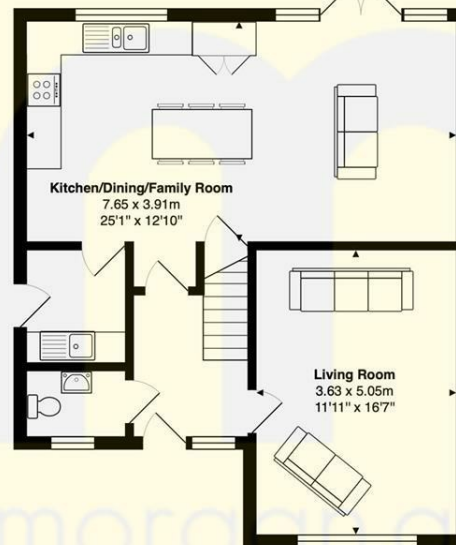 Kitchen/Dining/Family Room
7.65 x 3.91m
25'1" x 12'10"
Living Room
3.63 x 5.05m
11'11" x 16'7"
morgan